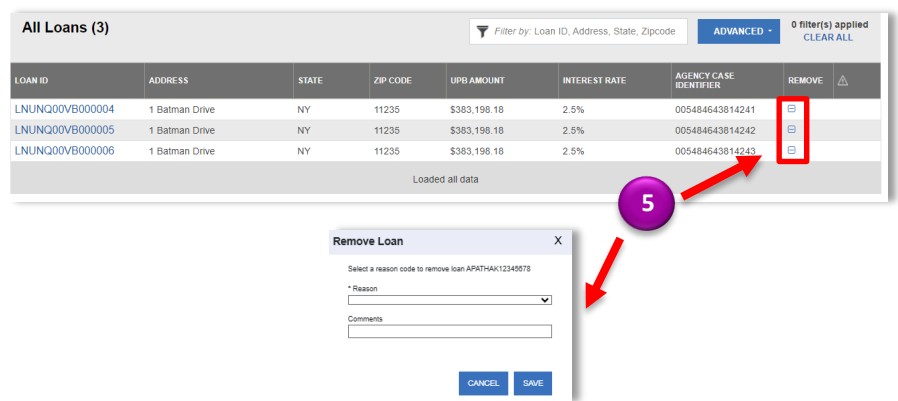 All Loans (3)
Filter by: Loan ID, Address, State, Zipcode
ADVANCED
0 filter(s) applied
CLEAR ALL
LOAN ID ADDRESS STATE ZIP CODE UPB AMOUNT INTEREST RATE AGENCY CASE IDENTIFIER REMOVE
LNUNQ00VB000004 1 Batman Drive NY 11235 $383,198.18 2.5% 005484643814241
LNUNQ00VB000005 1 Batman Drive NY 11235 $383,198.18 2.5% 005484643814242
LNUNQ00VB000006 1 Batman Drive NY 11235 $383,198.18 2.5% 005484643814243
Loaded all data
5
Remove Loan X
Select a reason code to remove loan APATHAK12345678
* Reason
Comments
CANCEL SAVE